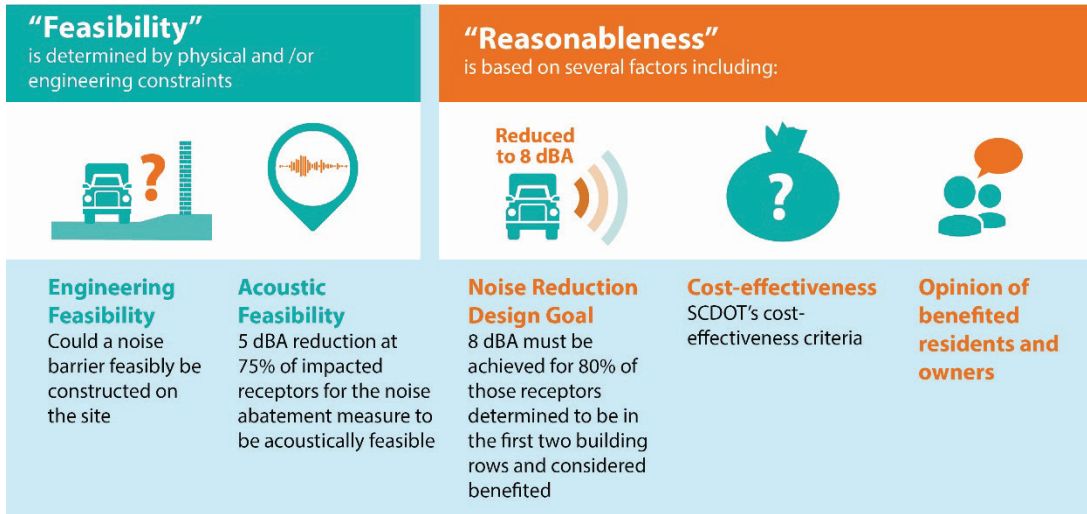 “Feasibility”
is determined by physical and /or
engineering constraints
“Reasonableness”
is based on several factors including:
?
Reduced
to 8 dBA
?
Engineering
Feasibility
Could a noise
barrier feasibly be
constructed on
the site
Acoustic
Feasibility
5 dBA reduction at
75% of impacted
receptors for the noise
abatement measure to
be acoustically feasible
Noise Reduction
Design Goal
8 dBA must be
achieved for 80% of
those receptors
determined to be in
the first two building
rows and considered
benefited
Cost-effectiveness
SCDOT’s cost-
effectiveness criteria
Opinion of
benefited
residents and
owners